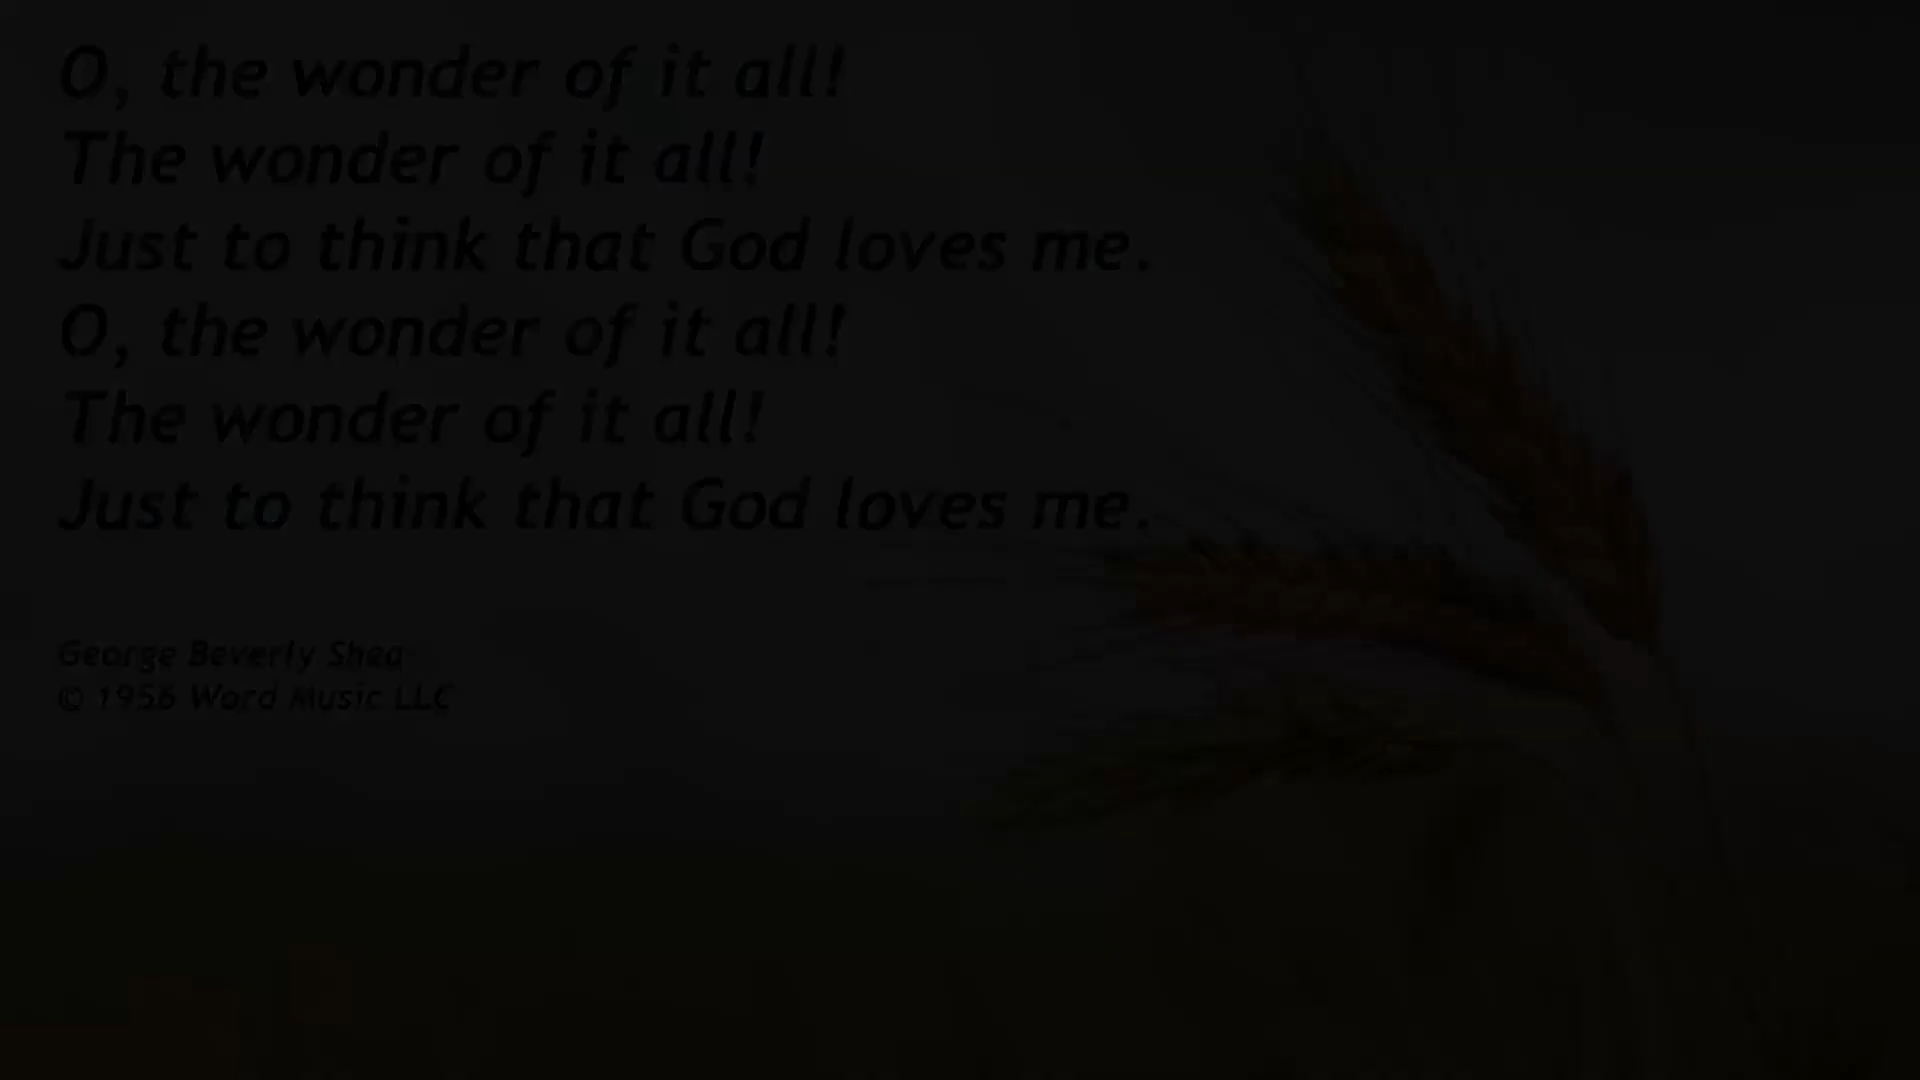 O, the wonder of it all!
The wonder of it all!
Just to think that God loves me.
O, the wonder of it all!
The wonder of it all!
Just to think that God loves me.
George Beverly Shea
© 1956 Word Music LLC